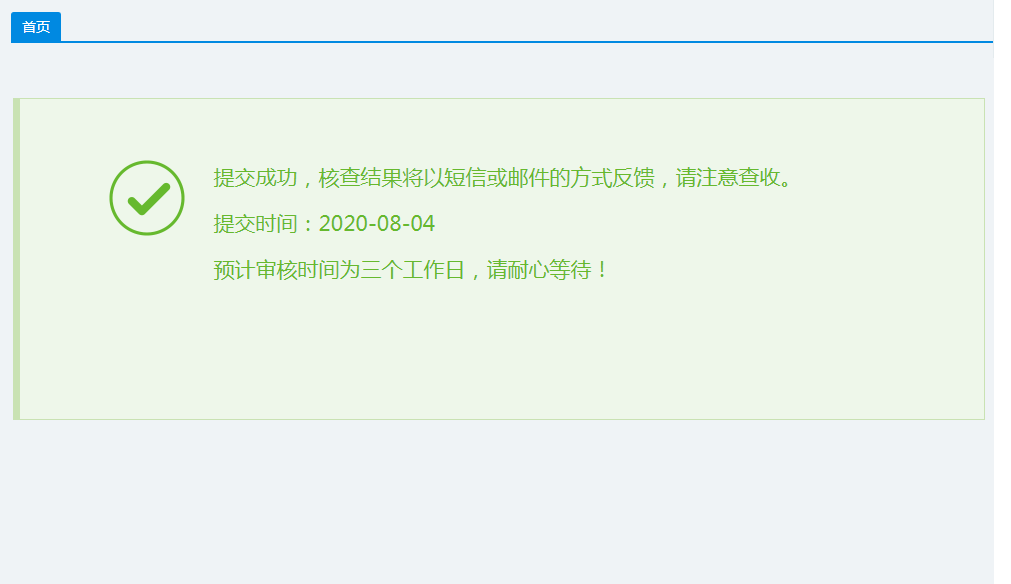 首页
提交成功，核查结果将以短信或邮件的方式反馈，请注意查收。
提交时间：2020-08-04
预计审核时间为三个工作日，请耐心等待！